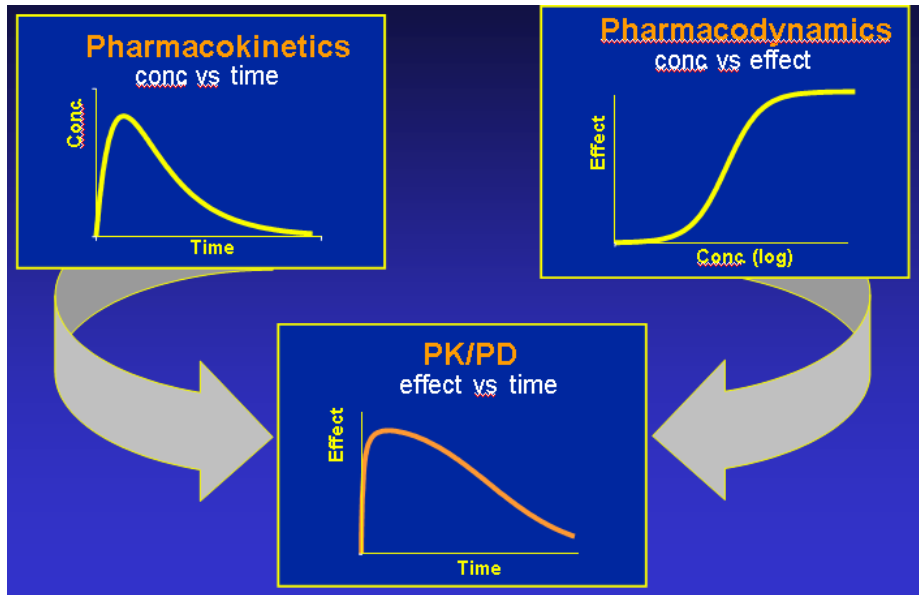 Pharmacokinetics
conc vs time
Conc.
Time
Pharmacodynamics
conc vs effect
Effect
Conc. (log)
PK/PD
effect vs time
Effect
Time